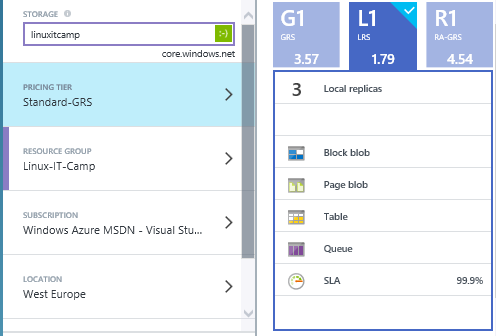 STORAGE
linuxitcamp
:-)
core.windows.net
PRICING TIER
Standard-GRS
RESOURCE GROUP
Linux-IT-Camp
SUBSCRIPTION
Windows Azure MSDN - Visual Stu...
LOCATION
West Europe
G1 L1 R1
GRS LRS RA-GRS
3.57 1.79 4.54
3 Local replicas
Block blob
Page blob
Table
Queue
SLA 99.9%